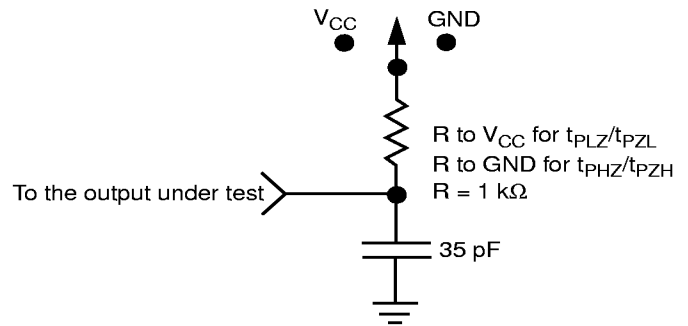 VCC GND
R to VCC for tPLZ/tPZL
R to GND for tPHZ/tPZH
To the output under test R = 1 kΩ
35 pF